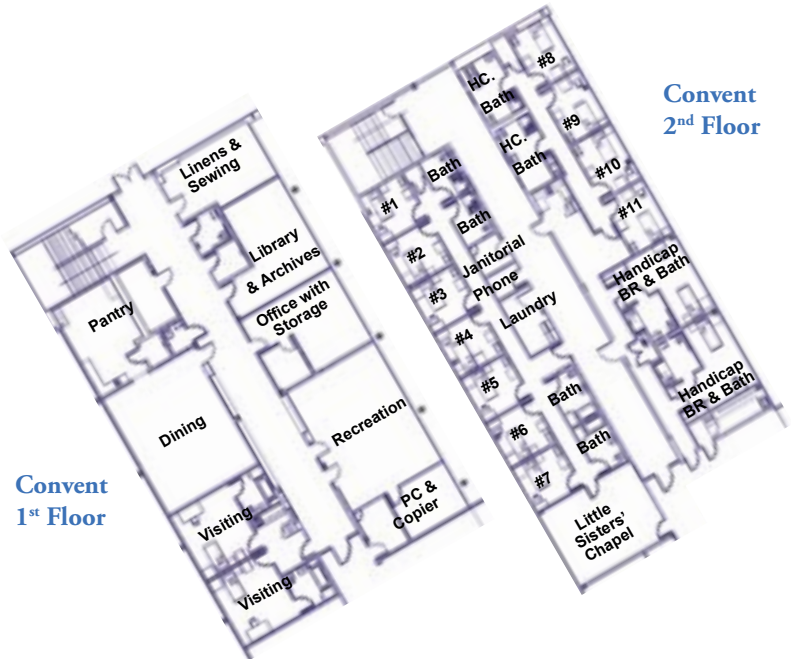 Convent
1st Floor
Linens &
Sewing
Library
& Archives
Office with
Storage
Pantry
Dining
Recreation
PC &
Copier
Visiting
Visiting
Convent
2nd Floor
#8
HC.
Bath
#9
HC.
Bath
#10
#11
Bath
#1
Bath
#2
Janitorial
Phone
#3
Laundry
#4
#5
Bath
#6
Bath
#7
Handicap
BR & Bath
Handicap
BR & Bath
Little
Sisters'
Chapel